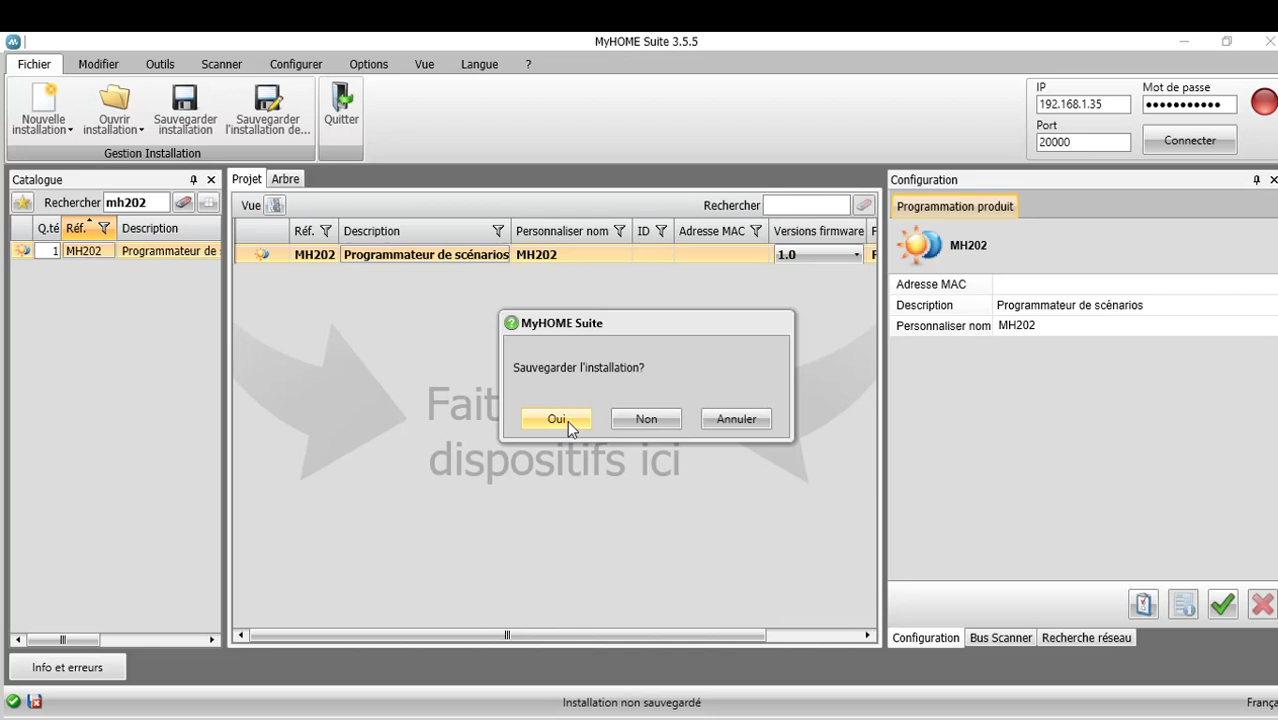 MyHOME Suite 3.5.5
Fichier Modifier Outils Scanner Configurer Options Vue Langue ?
Nouvelle installation
Ouvrir installation
Sauvegarder installation
Sauvegarder l'installation de...
Quitter
Gestion Installation
IP
192.168.1.35
Mot de passe
Port
20000
Connecter
Catalogue
Rechercher mh202
Q.té Réf. Description
1 MH202 Programmateur de
Projet Arbre
Vue Rechercher
Réf. Description Personnaliser nom ID Adresse MAC Versions firmware F
MH202 Programmateur de scénarios MH202 1.0 F
Fait
dispositifs ici
MyHOME Suite
Sauvegarder l'installation?
Oui Non Annuler
Configuration
Programmation produit
MH202
Adresse MAC
Description Programmateur de scénarios
Personnaliser nom MH202
Configuration Bus Scanner Recherche réseau
Info et erreurs
Installation non sauvegardé
França